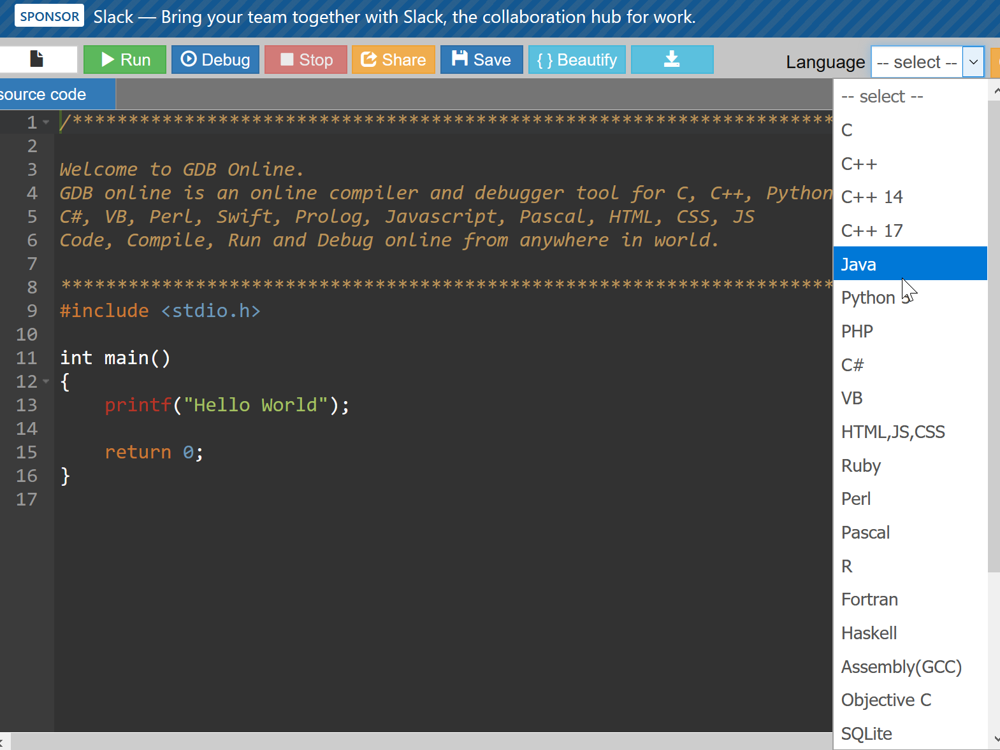 SPONSOR Slack — Bring your team together with Slack, the collaboration hub for work.
Run Debug Stop Share Save { } Beautify Language -- select --
source code
-- select --
C
C++
C++ 14
C++ 17
Java
Python 3
PHP
C#
VB
HTML,JS,CSS
Ruby
Perl
Pascal
R
Fortran
Haskell
Assembly(GCC)
Objective C
SQLite
1 /*********************************************************************
2
3 Welcome to GDB Online.
4 GDB online is an online compiler and debugger tool for C, C++, Python
5 C#, VB, Perl, Swift, Prolog, Javascript, Pascal, HTML, CSS, JS
6 Code, Compile, Run and Debug online from anywhere in world.
7
8 *********************************************************************
9 #include <stdio.h>
10
11 int main()
12 {
13     printf("Hello World");
14
15     return 0;
16 }
17